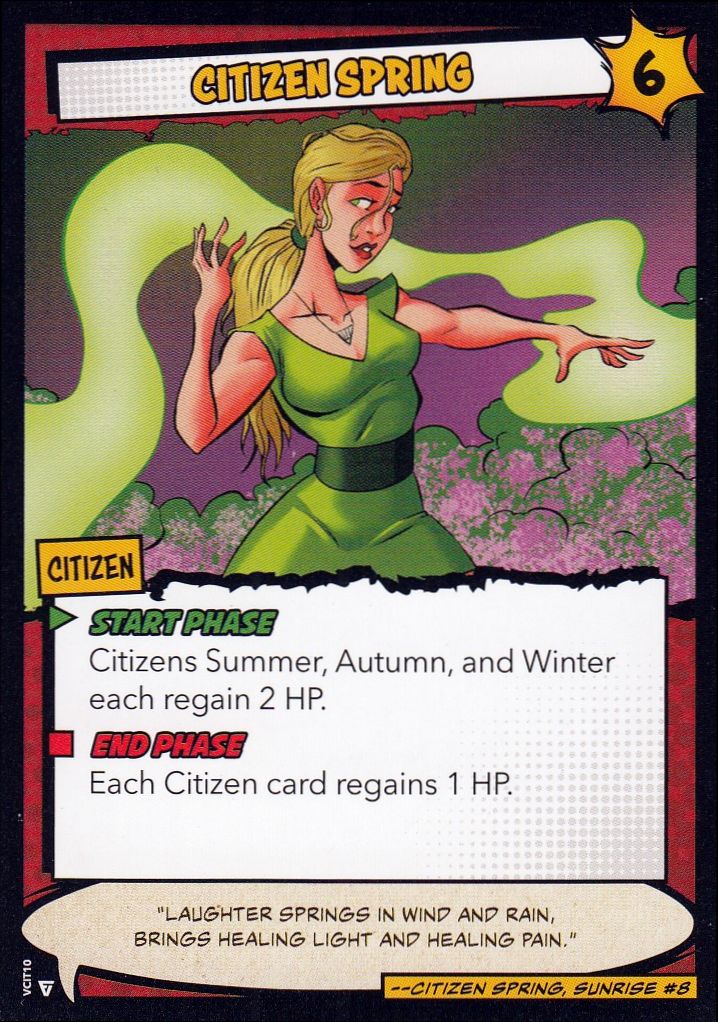 CITIZEN SPRING
6
CITIZEN
START PHASE
Citizens Summer, Autumn, and Winter
each regain 2 HP.
END PHASE
Each Citizen card regains 1 HP.
"LAUGHTER SPRINGS IN WIND AND RAIN,
BRINGS HEALING LIGHT AND HEALING PAIN."
--CITIZEN SPRING, SUNRISE #8
VCIT10